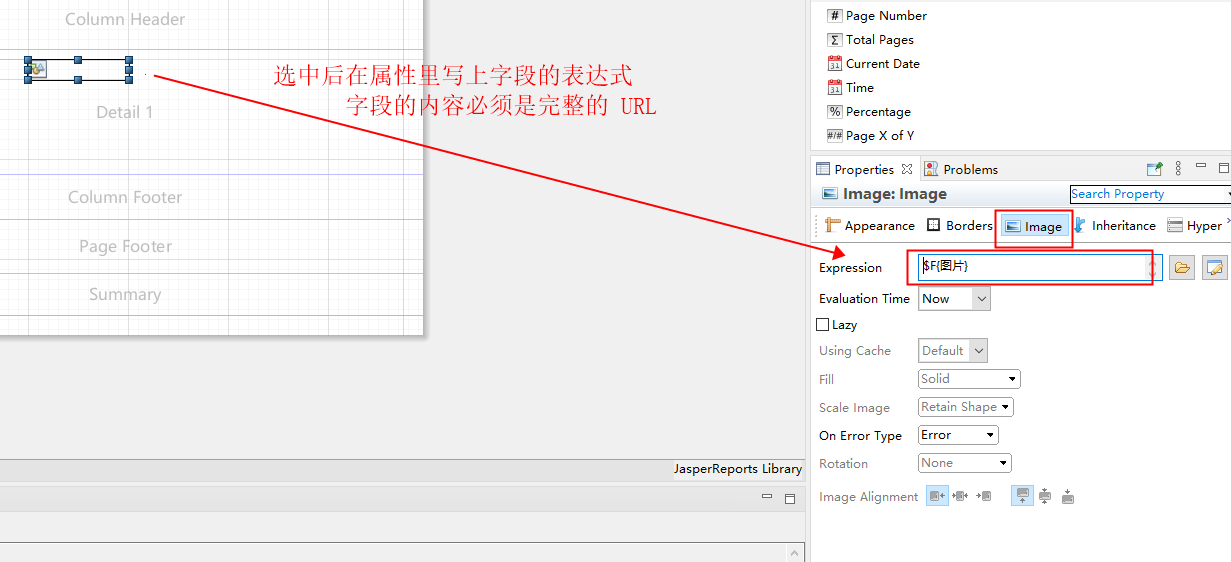 Column Header
选中后在属性里写上字段的表达式
字段的内容必须是完整的 URL
Detail 1
Column Footer
Page Footer
Summary
JasperReports Library
# Page Number
Σ Total Pages
31 Current Date
31 Time
% Percentage
#/# Page X of Y
Properties
Problems
Image: Image
Search Property
Appearance
Borders
Image
Inheritance
Hyper
Expression
$F{图片}
Evaluation Time
Now
Lazy
Using Cache
Default
Fill
Solid
Scale Image
Retain Shape
On Error Type
Error
Rotation
None
Image Alignment